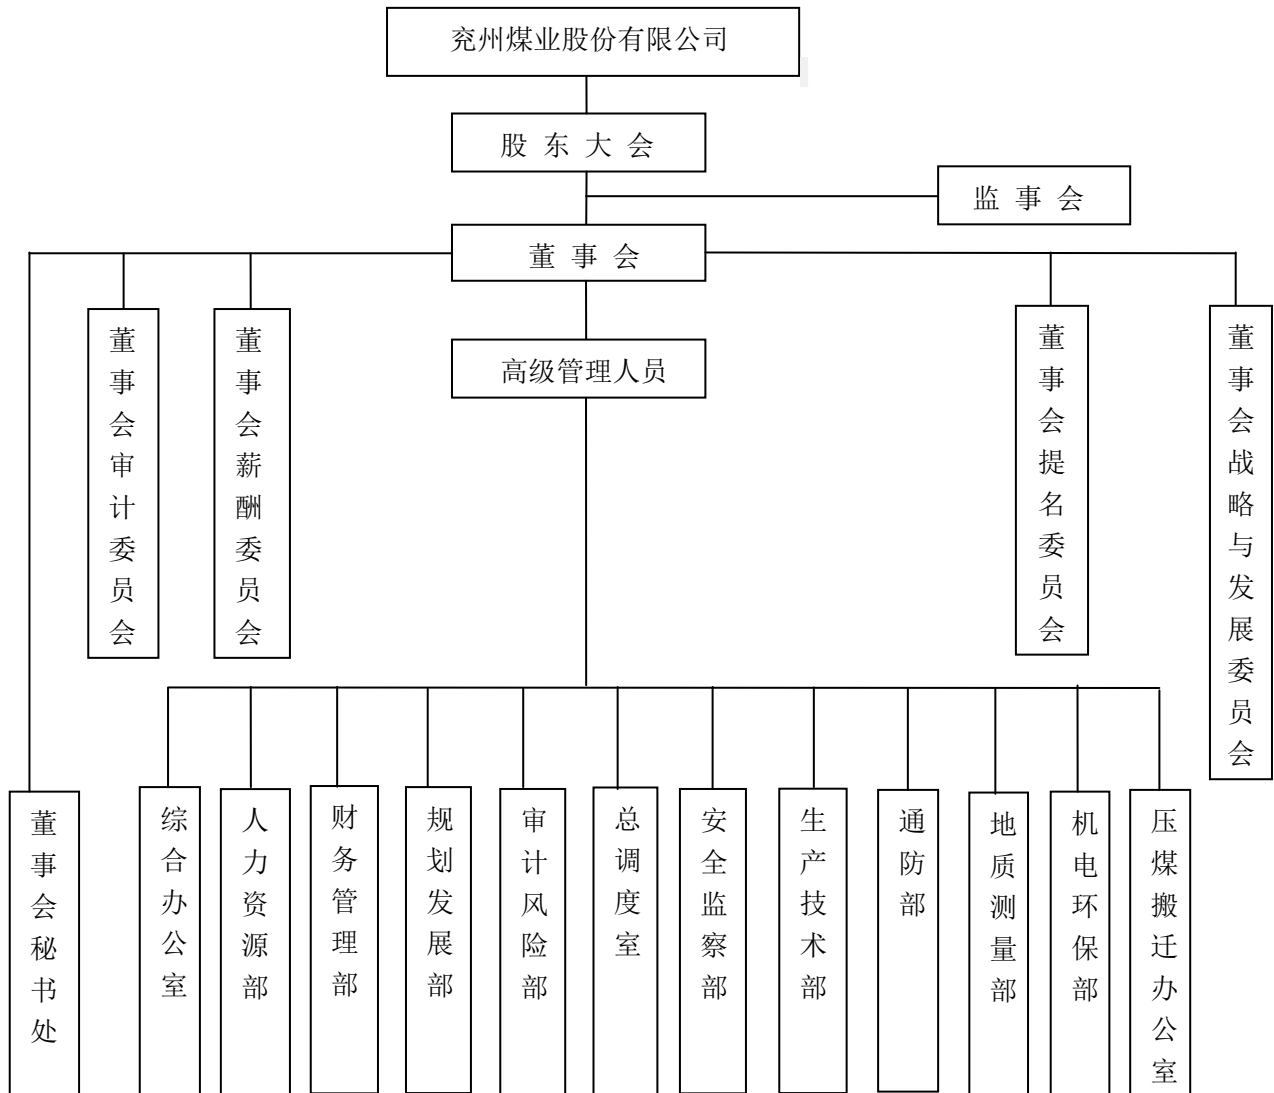 兖州煤业股份有限公司
股东大会
监事会
董事会
高级管理人员
董事会审计委员会
董事会薪酬委员会
董事会提名委员会
董事会战略与发展委员会
董事会秘书处
综合办公室
人力资源部
财务管理部
规划发展部
审计风险部
总调度室
安全监察部
生产技术部
通防部
地质测量部
机电环保部
压煤搬迁办公室